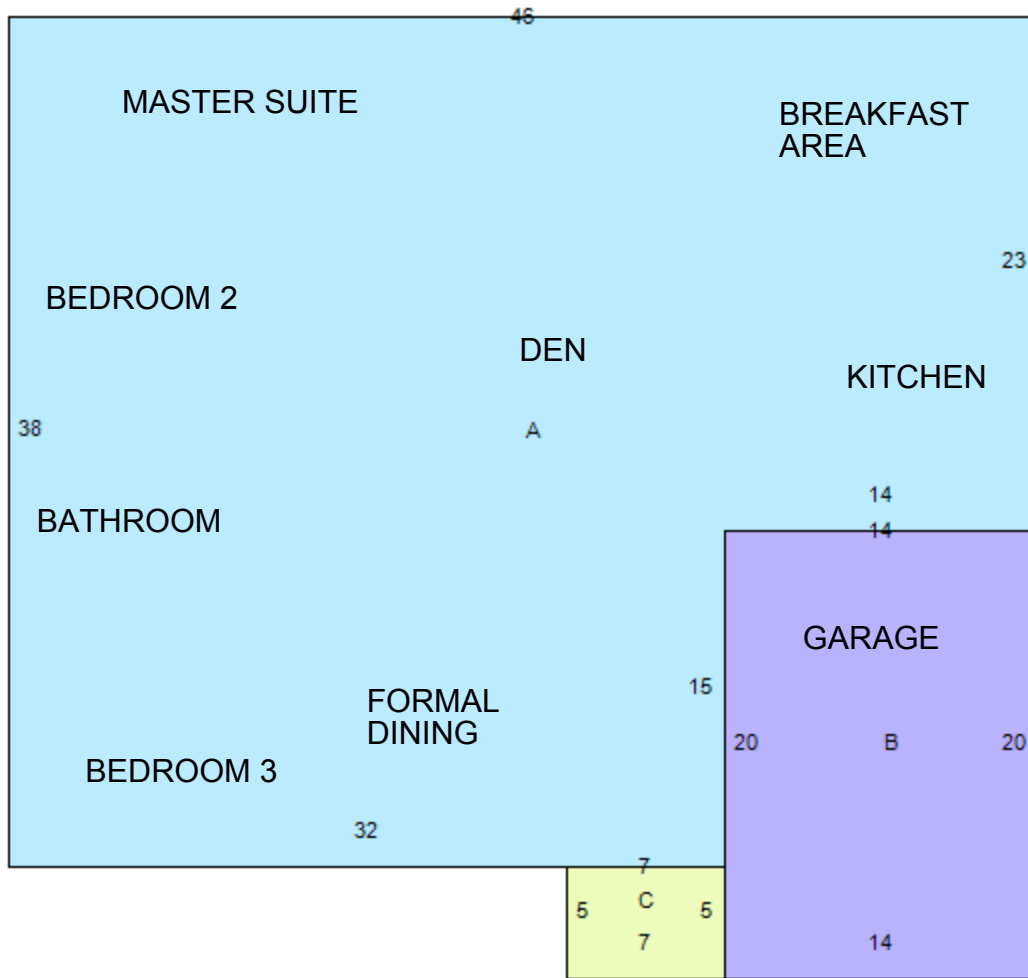 46
MASTER SUITE
BREAKFAST
AREA
23
BEDROOM 2
DEN
KITCHEN
38
A
14
BATHROOM
14
GARAGE
15
FORMAL
DINING
20
B
20
BEDROOM 3
32
7
C
5
5
7
14